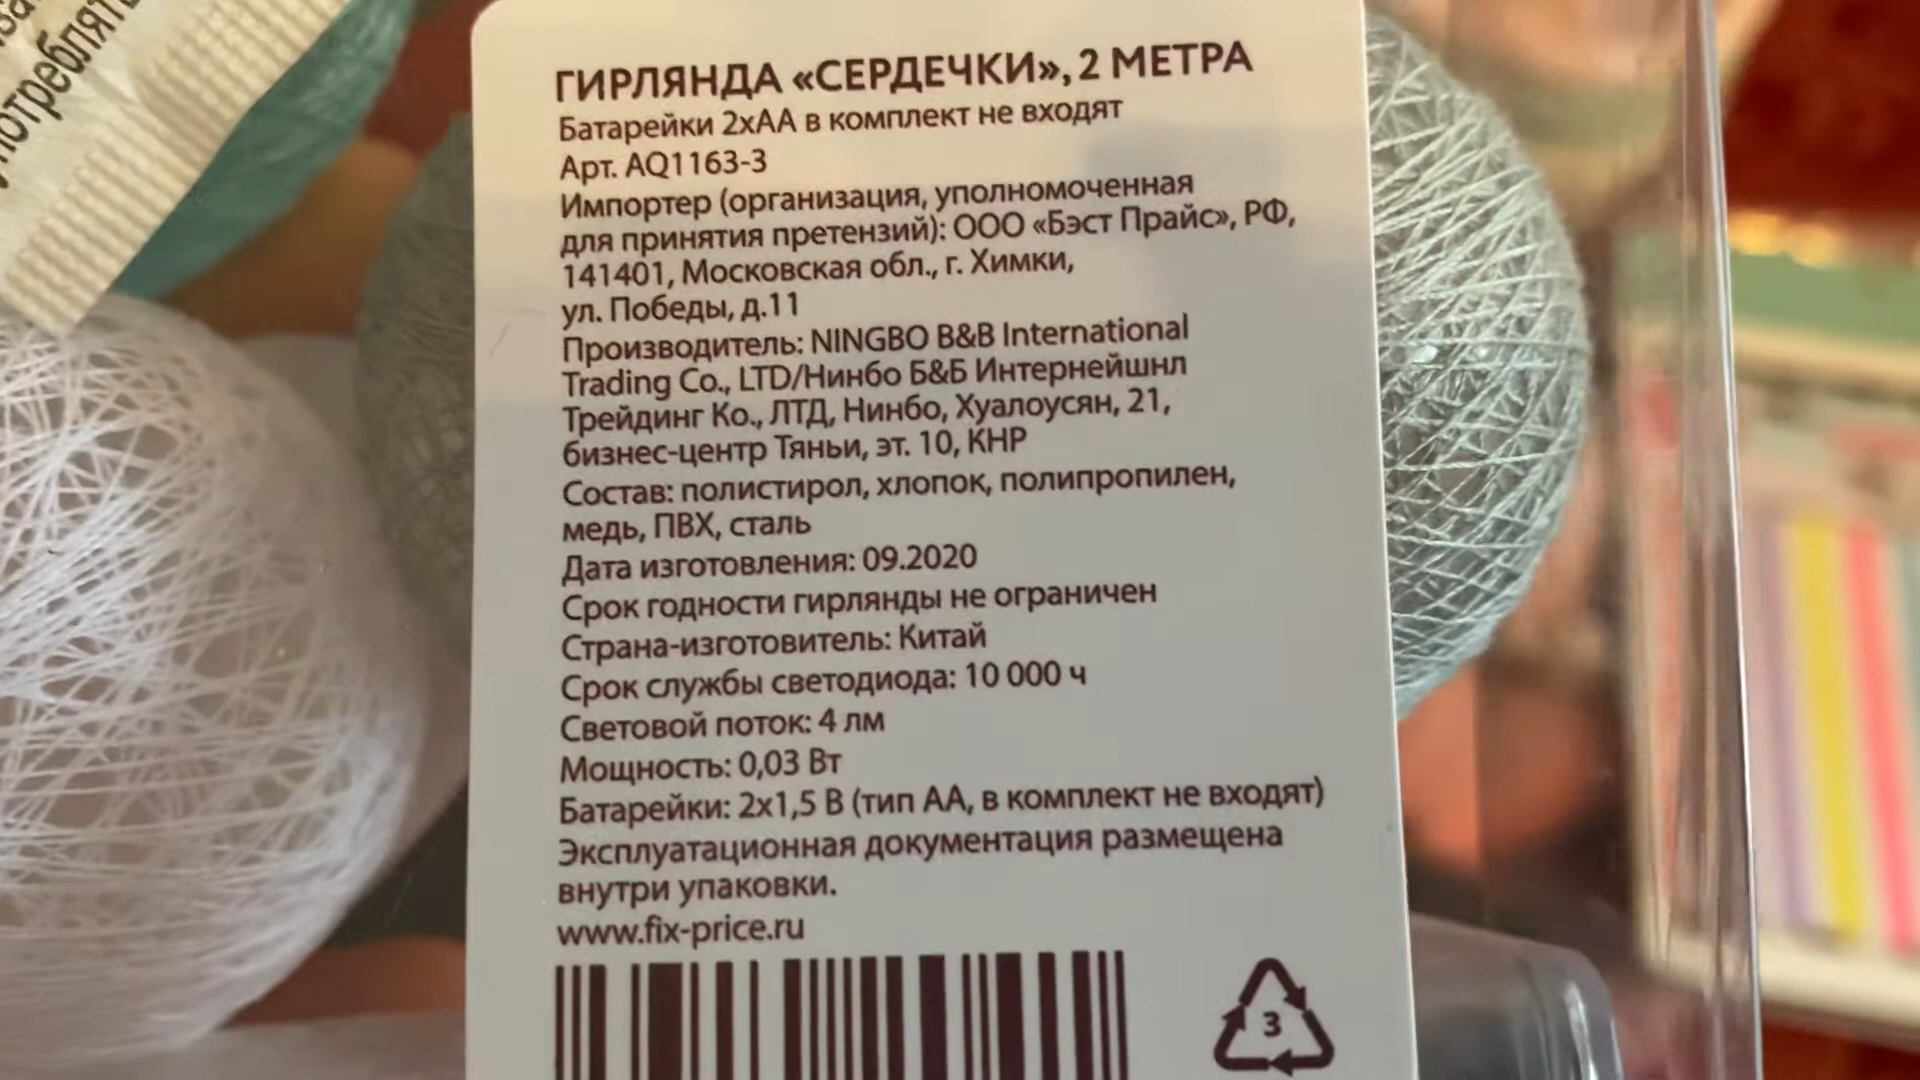 потреблять
ГИРЛЯНДА «СЕРДЕЧКИ», 2 МЕТРА
Батарейки 2хАА в комплект не входят
Арт. AQ1163-3
Импортер (организация, уполномоченная
для принятия претензий): ООО «Бэст Прайс», РФ,
141401, Московская обл., г. Химки,
ул. Победы, д.11
Производитель: NINGBO B&B International
Trading Co., LTD/Нинбо Б&Б Интернейшнл
Трейдинг Ко., ЛТД, Нинбо, Хуалоусян, 21,
бизнес-центр Тяньи, эт. 10, КНР
Состав: полистирол, хлопок, полипропилен,
медь, ПВХ, сталь
Дата изготовления: 09.2020
Срок годности гирлянды не ограничен
Страна-изготовитель: Китай
Срок службы светодиода: 10 000 ч
Световой поток: 4 лм
Мощность: 0,03 Вт
Батарейки: 2х1,5 В (тип АА, в комплект не входят)
Эксплуатационная документация размещена
внутри упаковки.
www.fix-price.ru
3